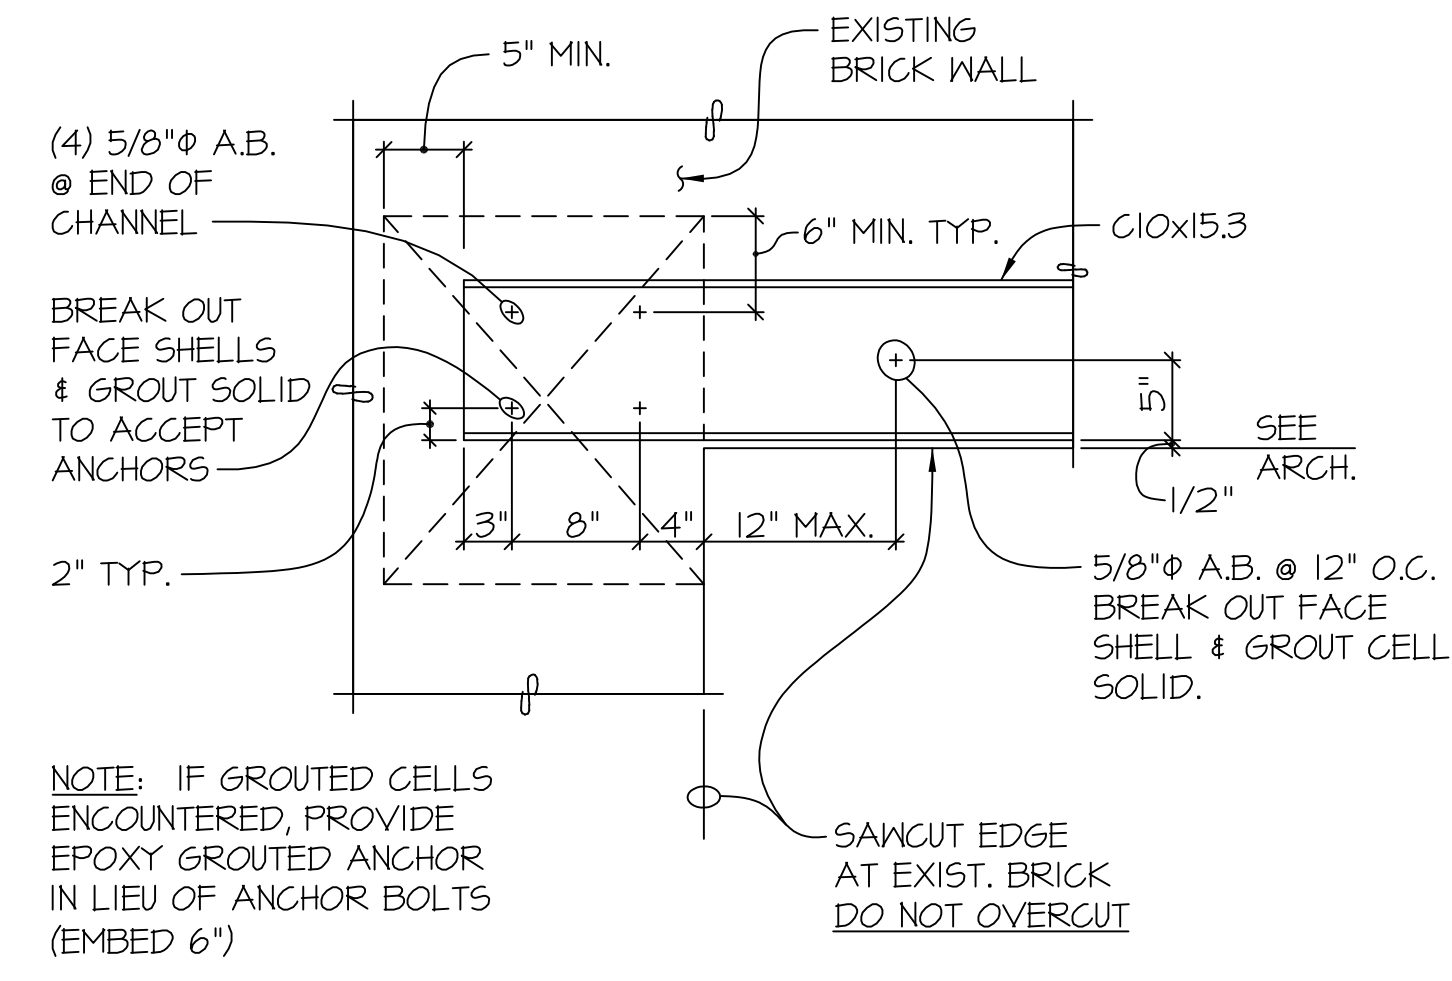 5" MIN.
EXISTING
BRICK WALL
(4) 5/8"Φ A.B.
@ END OF
CHANNEL
6" MIN. TYP.
C10x15.3
BREAK OUT
FACE SHELLS
& GROUT SOLID
TO ACCEPT
ANCHORS
5"
SEE
ARCH.
1/2"
3"
8"
4"
12" MAX.
2" TYP.
5/8"Φ A.B. @ 12" O.C.
BREAK OUT FACE
SHELL & GROUT CELL
SOLID.
NOTE: IF GROUTED CELLS
ENCOUNTERED, PROVIDE
EPOXY GROUTED ANCHOR
IN LIEU OF ANCHOR BOLTS
(EMBED 6")
SAWCUT EDGE
AT EXIST. BRICK
DO NOT OVERCUT